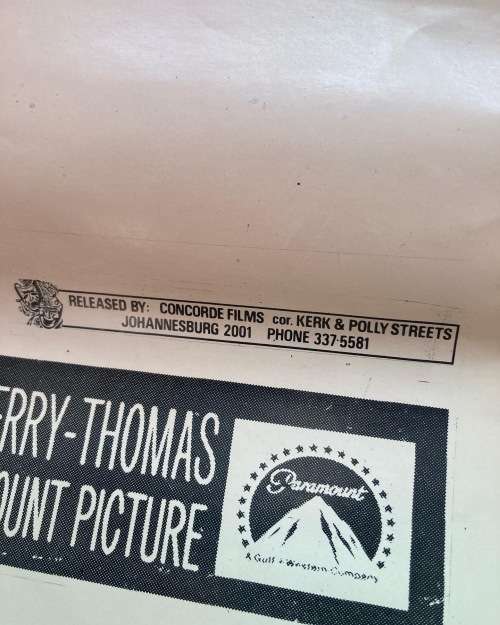 RELEASED BY: CONCORDE FILMS cor. KERK & POLLY STREETS
JOHANNESBURG 2001 PHONE 337-5581
ERRY-THOMAS
OUNT PICTURE
Paramount
A Gulf + Western Company